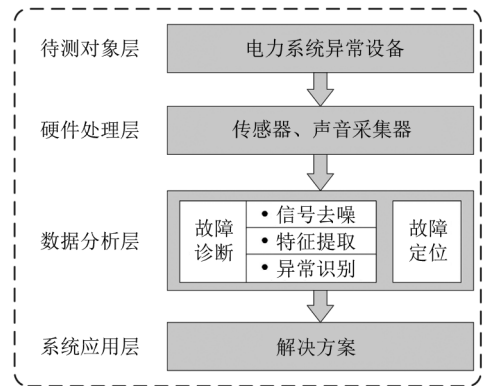 待测对象层
电力系统异常设备
硬件处理层
传感器、声音采集器
数据分析层
故障
诊断
• 信号去噪
• 特征提取
• 异常识别
故障
定位
系统应用层
解决方案